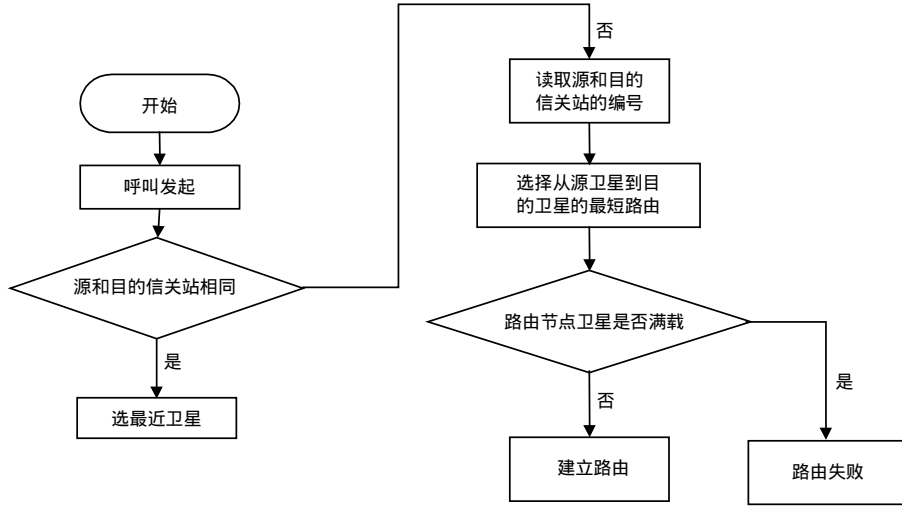 开始
呼叫发起
源和目的信关站相同
是
选最近卫星
否
读取源和目的
信关站的编号
选择从源卫星到目
的卫星的最短路由
路由节点卫星是否满载
否
是
建立路由
路由失败